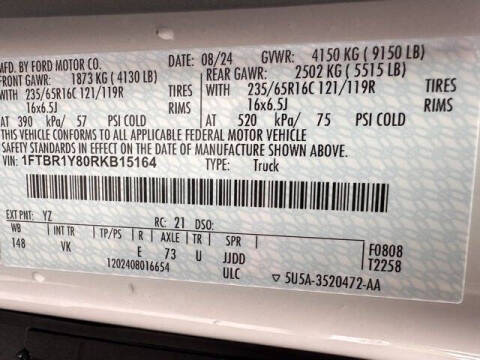 MFD. BY FORD MOTOR CO. DATE: 08/24 GVWR: 4150 KG ( 9150 LB)
FRONT GAWR: 1873 KG ( 4130 LB) REAR GAWR: 2502 KG ( 5515 LB)
WITH 235/65R16C 121/119R TIRES WITH 235/65R16C 121/119R TIRES
16x6.5J RIMS 16x6.5J RIMS
AT 390 kPa/ 57 PSI COLD AT 520 kPa/ 75 PSI COLD
THIS VEHICLE CONFORMS TO ALL APPLICABLE FEDERAL MOTOR VEHICLE
SAFETY STANDARDS IN EFFECT ON THE DATE OF MANUFACTURE SHOWN ABOVE.
VIN: 1FTBR1Y80RKB15164 TYPE: Truck
EXT PNT: YZ RC: 21 DSO:
WB INT TR TP/PS R AXLE TR SPR F0808
148 VK E 73 U JJDD T2258
1202408016654 ULC ▽ 5U5A-3520472-AA